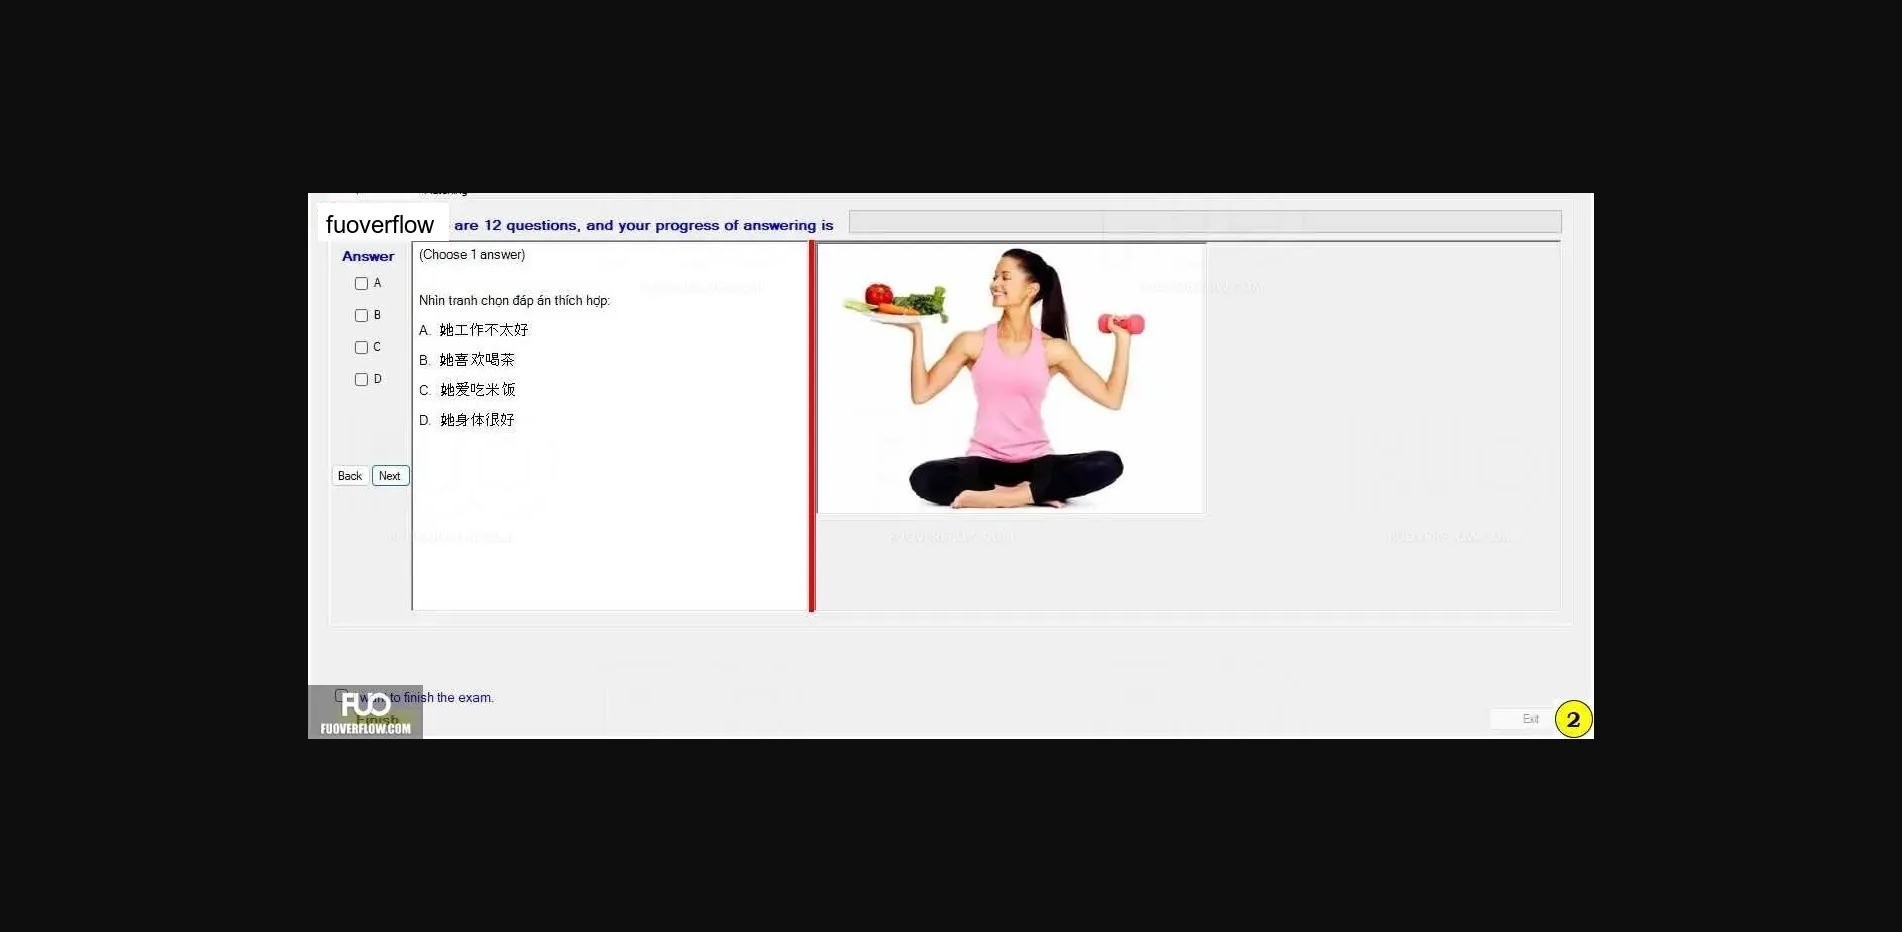 fuoverflow are 12 questions, and your progress of answering is
Answer
A
B
C
D
Back Next
(Choose 1 answer)
Nhìn tranh chọn đáp án thích hợp:
A. 她工作不太好
B. 她喜欢喝茶
C. 她爱吃米饭
D. 她身体很好
to finish the exam.
Finish
FUO
FUOVERFLOW.COM
Exit
2